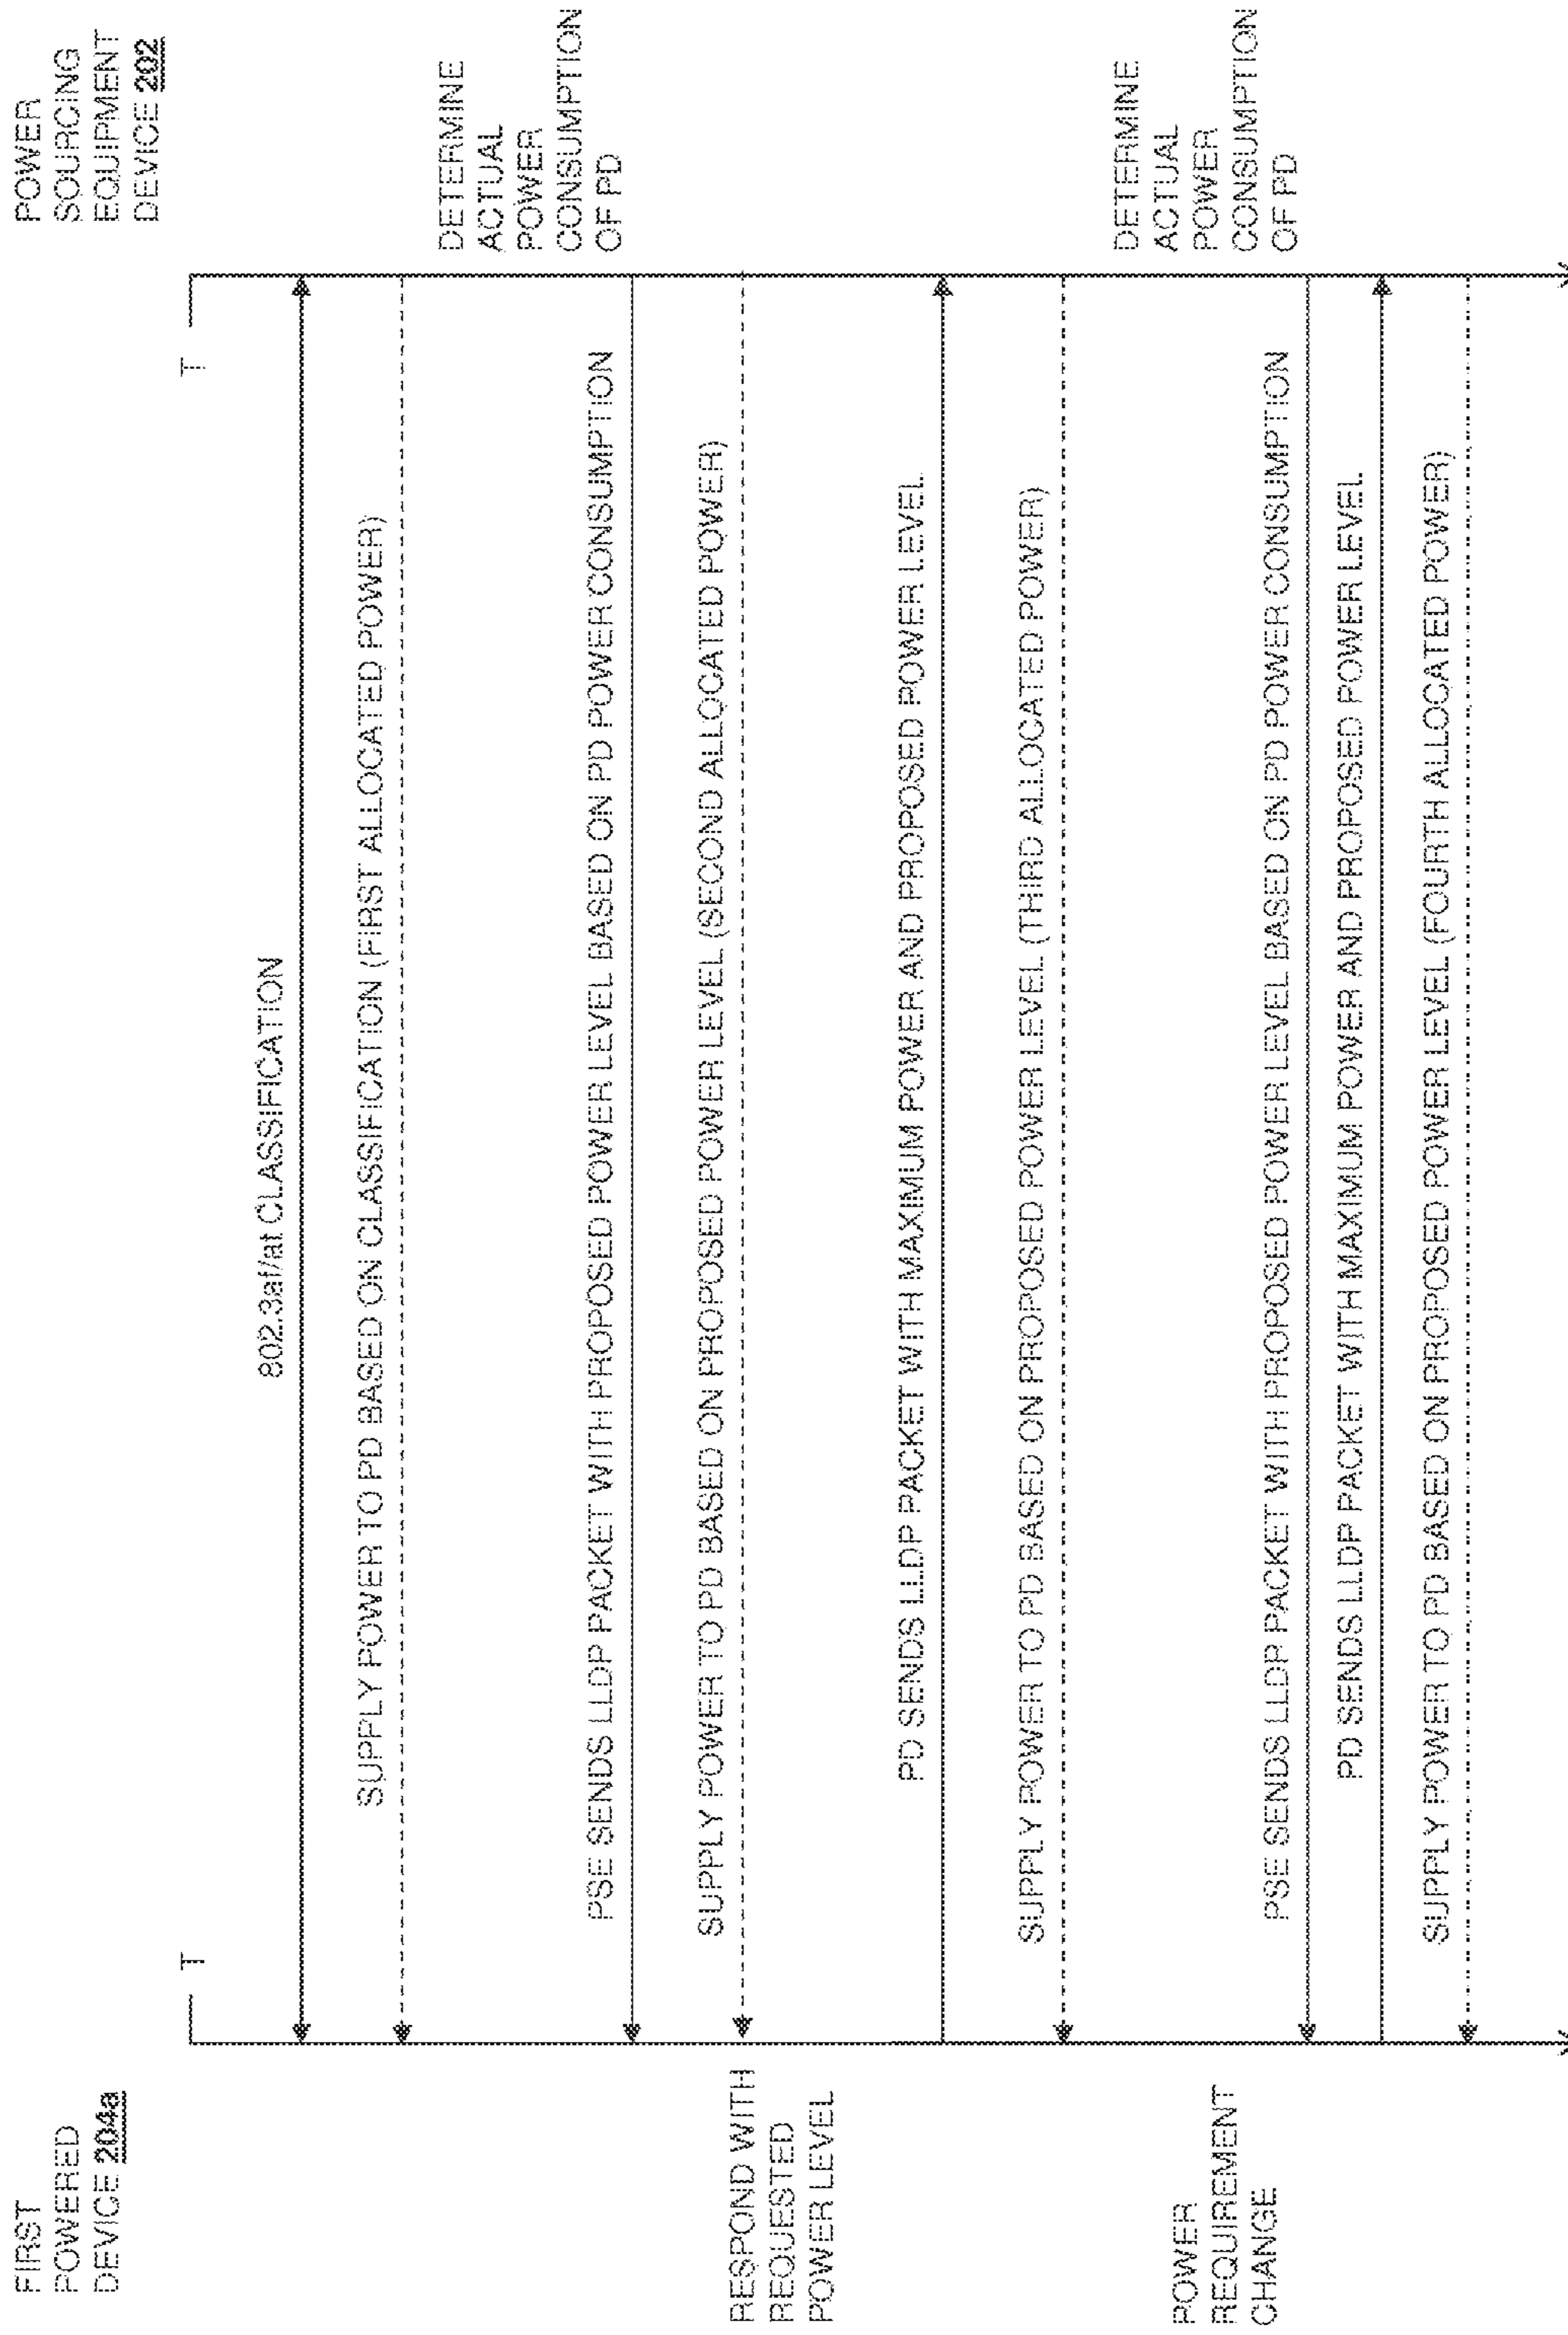 FIRST
POWERED
DEVICE 204a
POWER
SOURCING
EQUIPMENT
DEVICE 202
T
T
802.3af/at CLASSIFICATION
SUPPLY POWER TO PD BASED ON CLASSIFICATION (FIRST ALLOCATED POWER)
DETERMINE
ACTUAL
POWER
CONSUMPTION
OF PD
PSE SENDS LLDP PACKET WITH PROPOSED POWER LEVEL BASED ON PD POWER CONSUMPTION
SUPPLY POWER TO PD BASED ON PROPOSED POWER LEVEL (SECOND ALLOCATED POWER)
RESPOND WITH
REQUESTED
POWER LEVEL
PD SENDS LLDP PACKET WITH MAXIMUM POWER AND PROPOSED POWER LEVEL
SUPPLY POWER TO PD BASED ON PROPOSED POWER LEVEL (THIRD ALLOCATED POWER)
DETERMINE
ACTUAL
POWER
CONSUMPTION
OF PD
POWER
REQUIREMENT
CHANGE
PSE SENDS LLDP PACKET WITH PROPOSED POWER LEVEL BASED ON PD POWER CONSUMPTION
PD SENDS LLDP PACKET WITH MAXIMUM POWER AND PROPOSED POWER LEVEL
SUPPLY POWER TO PD BASED ON PROPOSED POWER LEVEL (FOURTH ALLOCATED POWER)